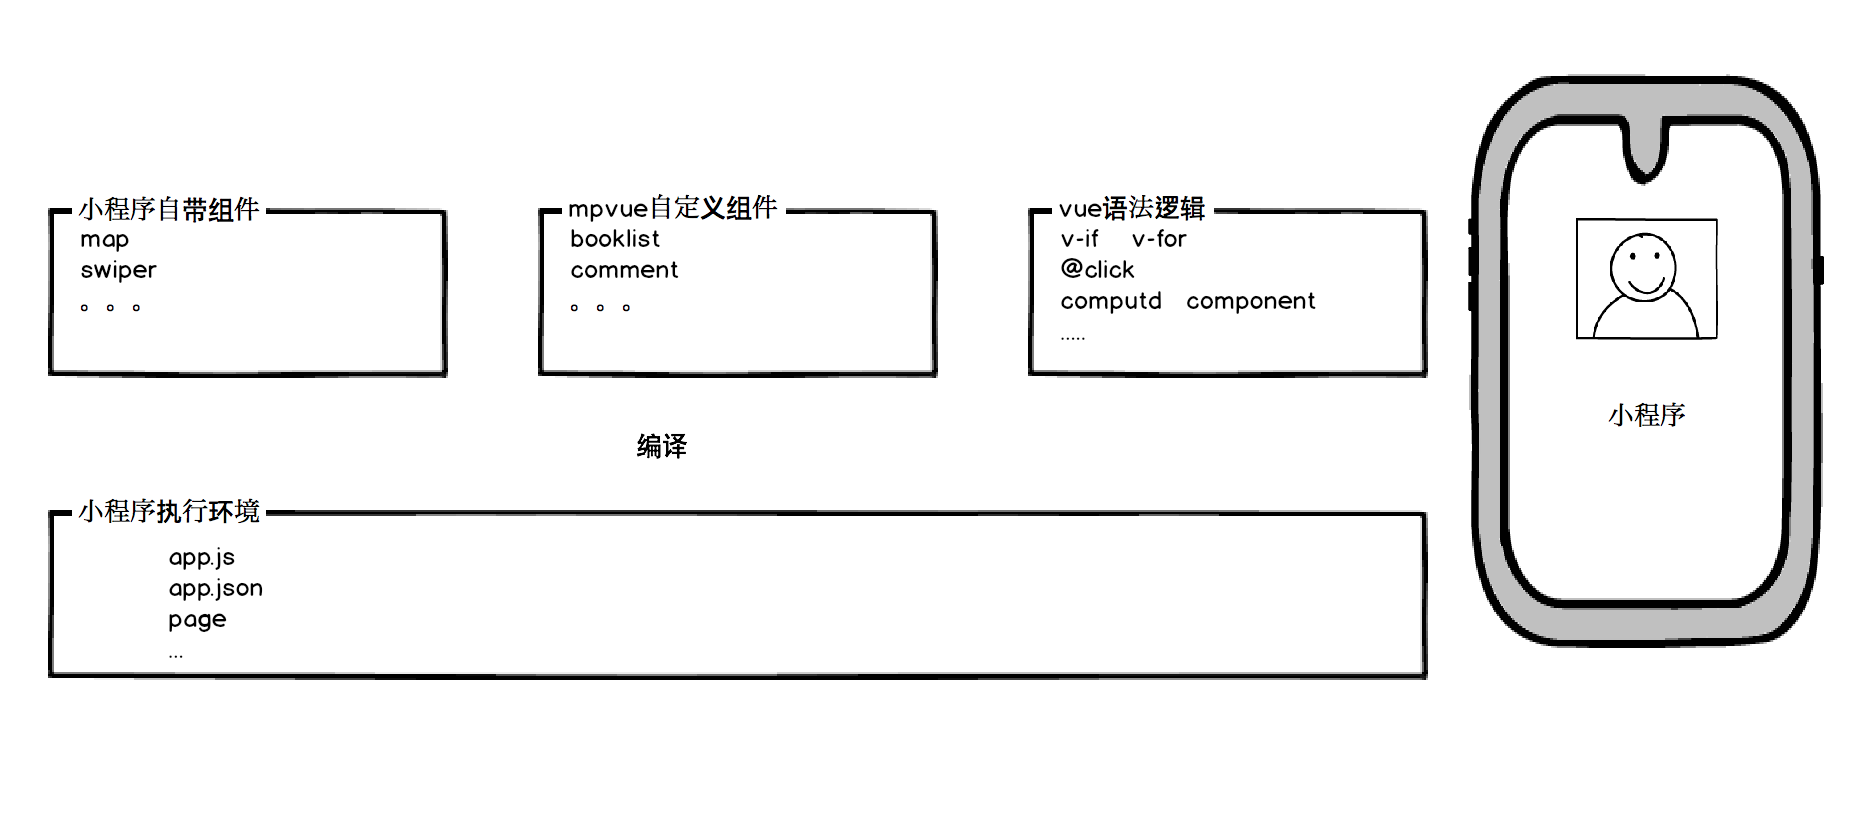 小程序自带组件
map
swiper
。。。
mpvue自定义组件
booklist
comment
。。。
vue语法逻辑
v-if v-for
@click
computd component
.....
编译
小程序执行环境
app.js
app.json
page
...
小程序